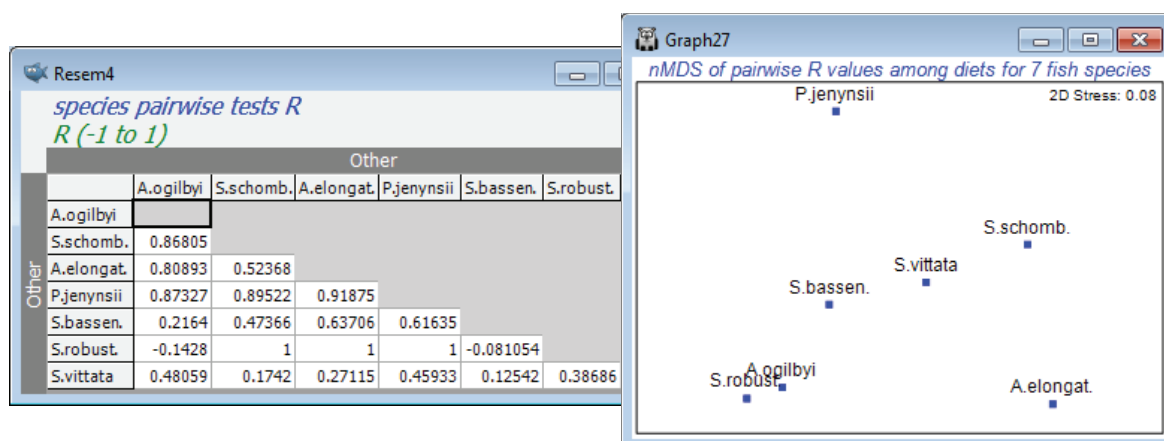 Resem4
species pairwise tests R
R (-1 to 1)
Other
A.ogilbyi S.schomb. A.elongat. P.jenynsii S.bassen. S.robust.
Other
A.ogilbyi
S.schomb. 0.86805
A.elongat. 0.80893 0.52368
P.jenynsii 0.87327 0.89522 0.91875
S.bassen. 0.2164 0.47366 0.63706 0.61635
S.robust. -0.1428 1 1 1 -0.081054
S.vittata 0.48059 0.1742 0.27115 0.45933 0.12542 0.38686
Graph27
nMDS of pairwise R values among diets for 7 fish species
P.jenynsii
2D Stress: 0.08
S.schomb.
S.vittata
S.bassen.
A.ogilbyi
S.robust.
A.elongat.